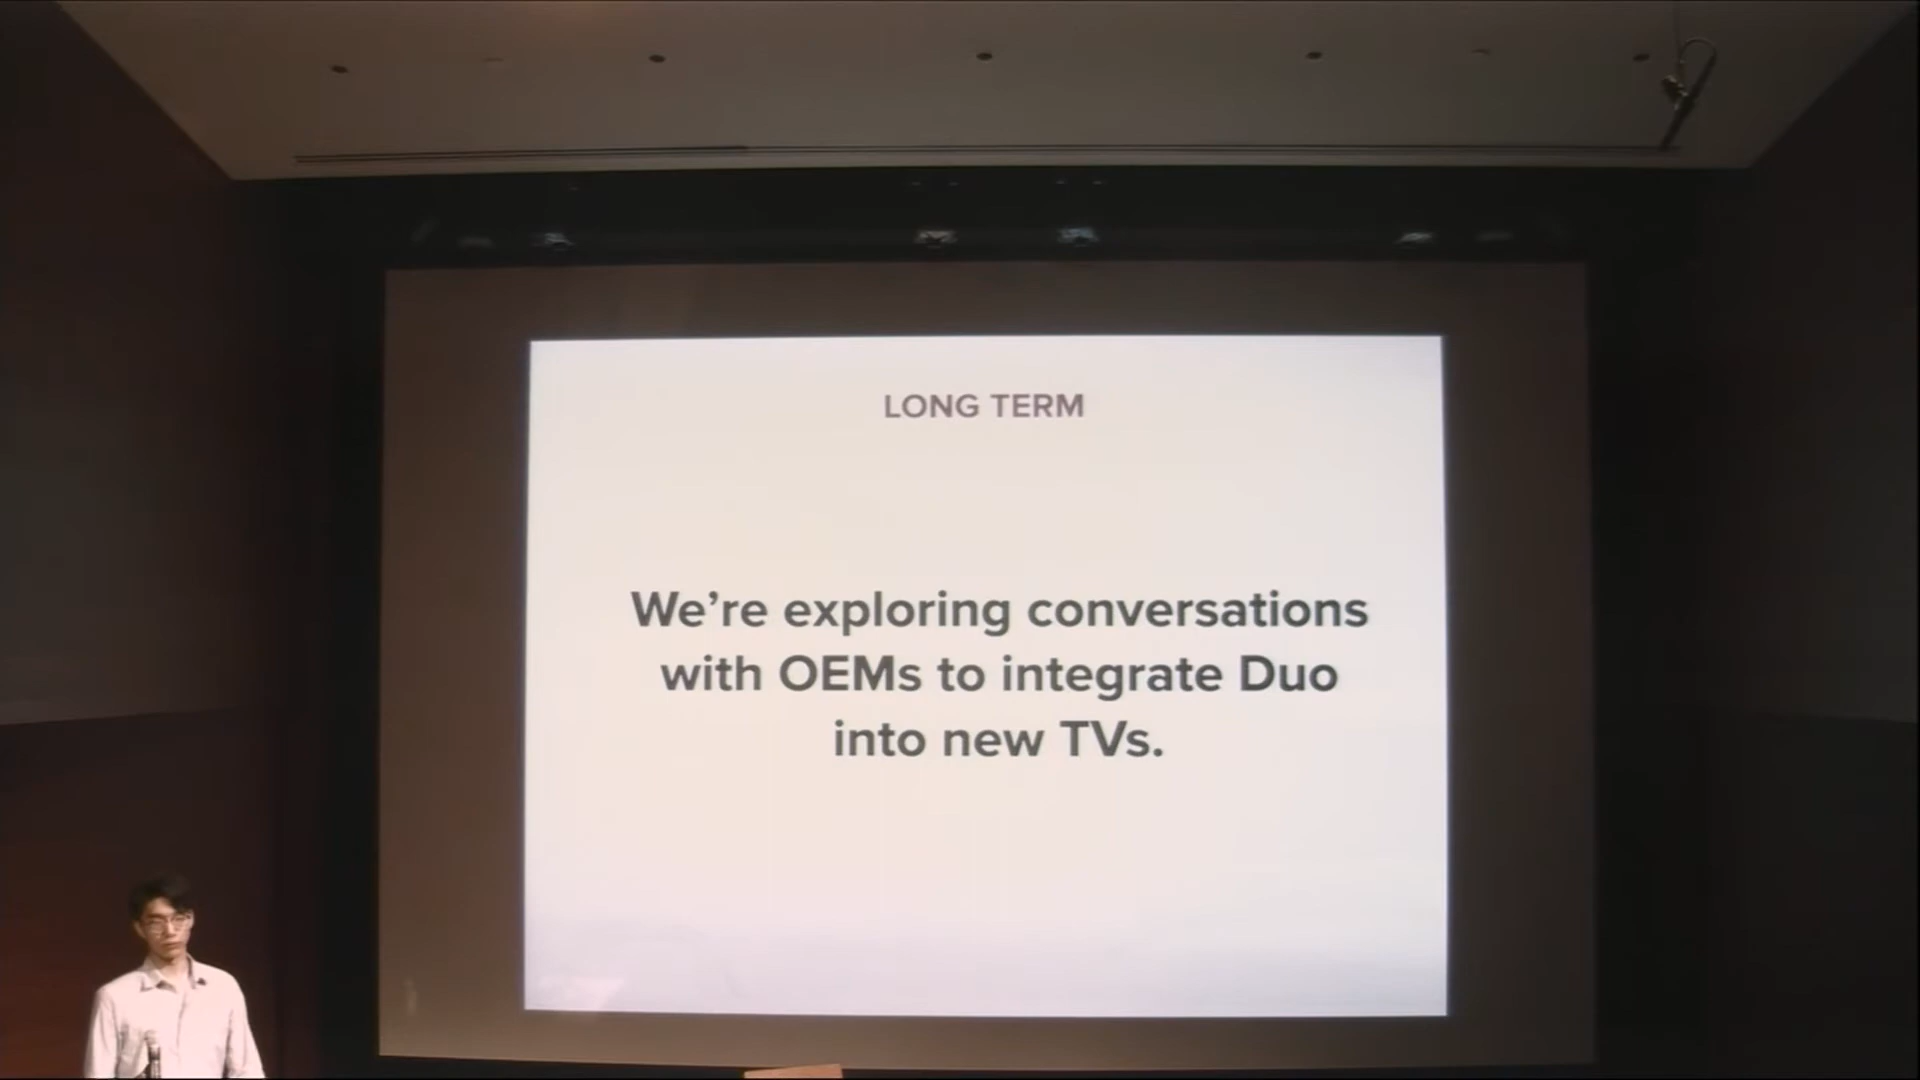 LONG TERM
We’re exploring conversations
with OEMs to integrate Duo
into new TVs.